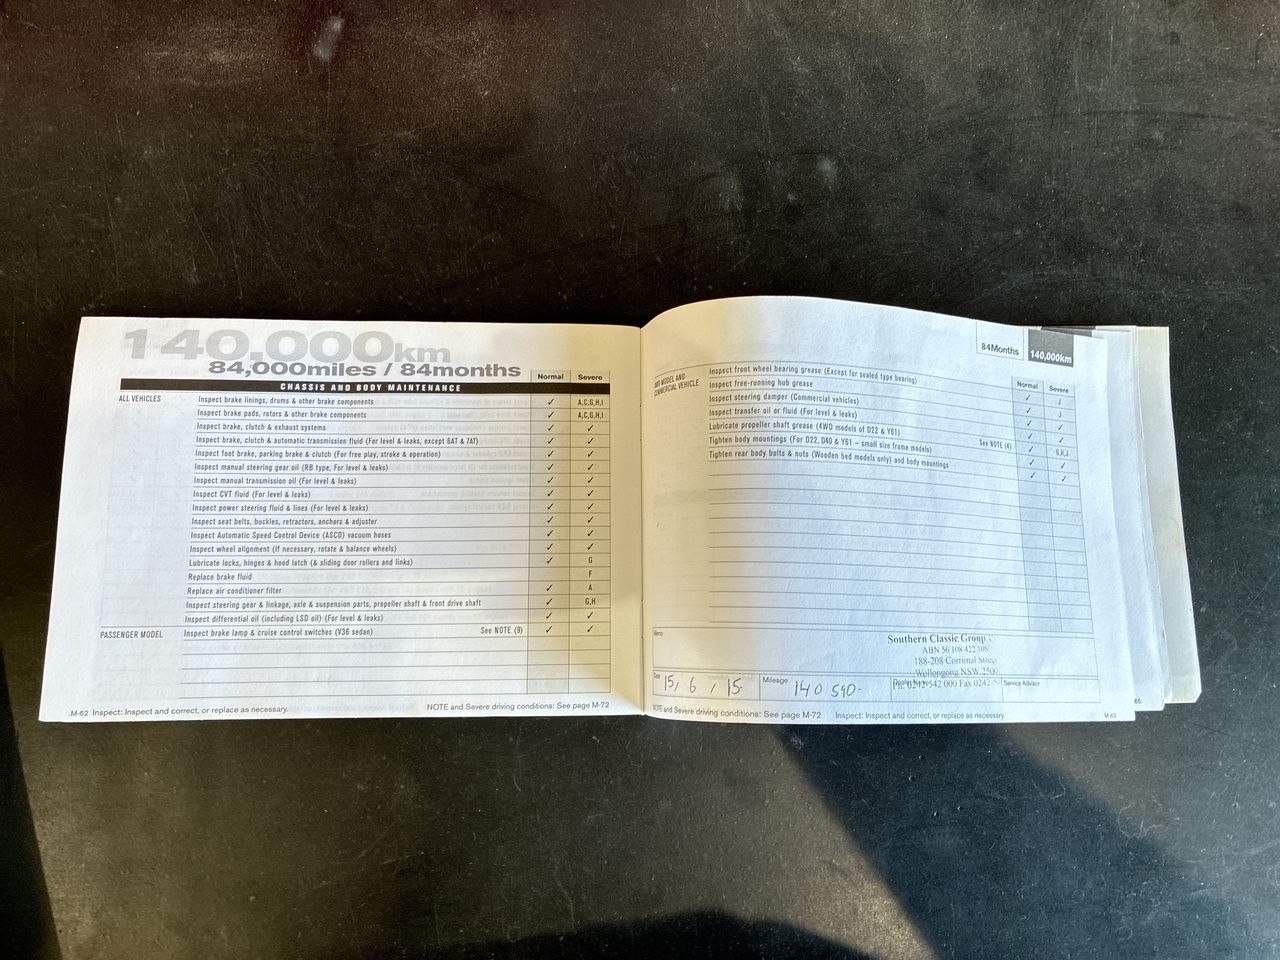 140,000km
84,000miles / 84months
Normal Severe
CHASSIS AND BODY MAINTENANCE
ALL VEHICLES Inspect brake linings, drums & other brake components ✓ A,C,G,H,I
Inspect brake pads, rotors & other brake components ✓ A,C,G,H,I
Inspect brake, clutch & exhaust systems ✓ ✓
Inspect brake, clutch & automatic transmission fluid (For level & leaks, except 6AT & 7AT) ✓ ✓
Inspect foot brake, parking brake & clutch (For free play, stroke & operation) ✓ ✓
Inspect manual steering gear oil (RB type, For level & leaks) ✓ ✓
Inspect manual transmission oil (For level & leaks) ✓ ✓
Inspect CVT fluid (For level & leaks) ✓ ✓
Inspect power steering fluid & lines (For level & leaks) ✓ ✓
Inspect seat belts, buckles, retractors, anchors & adjuster ✓ ✓
Inspect Automatic Speed Control Device (ASCD) vacuum hoses ✓ ✓
Inspect wheel alignment (If necessary, rotate & balance wheels) ✓ ✓
Lubricate locks, hinges & hood latch (& sliding door rollers and links) ✓ G
Replace brake fluid F
Replace air conditioner filter ✓ A
Inspect steering gear & linkage, axle & suspension parts, propeller shaft & front drive shaft ✓ G,H
Inspect differential oil (including LSD oil) (For level & leaks) ✓ ✓
PASSENGER MODEL Inspect brake lamp & cruise control switches (V36 sedan) See NOTE (9) ✓ ✓
M-62 Inspect: Inspect and correct, or replace as necessary. NOTE and Severe driving conditions: See page M-72
84Months 140,000km
Normal Severe
4WD MODEL AND
COMMERCIAL VEHICLE
Inspect front wheel bearing grease (Except for sealed type bearing) ✓ J
Inspect free-running hub grease ✓ J
Inspect steering damper (Commercial vehicles) ✓ ✓
Inspect transfer oil or fluid (For level & leaks) ✓ ✓
Lubricate propeller shaft grease (4WD models of D22 & Y61) See NOTE (4) ✓ G,H,J
Tighten body mountings (For D22, D40 & Y61 – small size frame models) ✓ ✓
Tighten rear body bolts & nuts (Wooden bed models only) and body mountings ✓ ✓
Memo
Southern Classic Group
ABN 56 108 422 108
188-208 Corrimal Street
Wollongong NSW 2500
Ph: 0242 542 000 Fax 0242
Date 15/6/15 Mileage 140 590 Service Advisor
NOTE and Severe driving conditions: See page M-72 Inspect: Inspect and correct, or replace as necessary. M-63
65